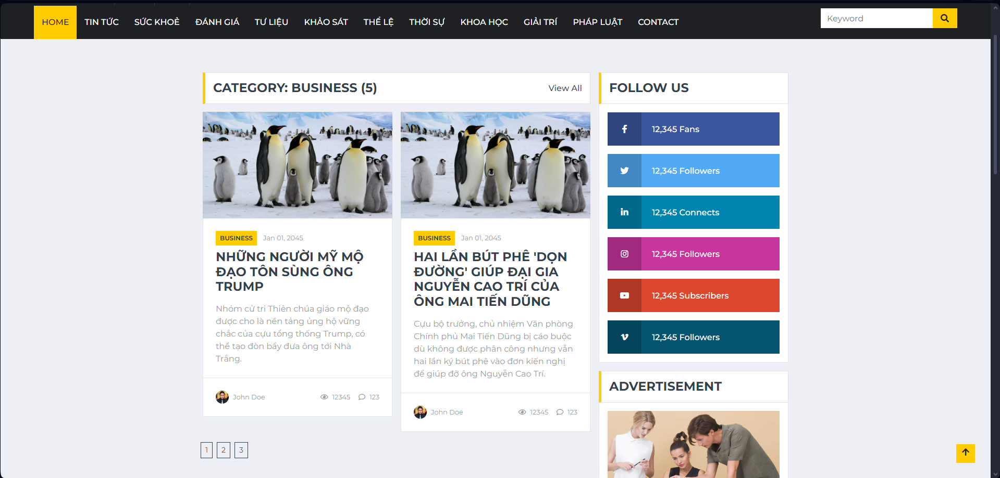 HOME TIN TỨC SỨC KHOẺ ĐÁNH GIÁ TƯ LIỆU KHẢO SÁT THỂ LỆ THỜI SỰ KHOA HỌC GIẢI TRÍ PHÁP LUẬT CONTACT Keyword
CATEGORY: BUSINESS (5) View All
BUSINESS Jan 01, 2045
NHỮNG NGƯỜI MỸ MỘ
ĐẠO TÔN SÙNG ÔNG
TRUMP
Nhóm cử tri Thiên chúa giáo mộ đạo
được cho là nền tảng ủng hộ vững
chắc của cựu tổng thống Trump, có
thể tạo đòn bẩy đưa ông tới Nhà
Trắng.
John Doe 12345 123
BUSINESS Jan 01, 2045
HAI LẦN BÚT PHÊ 'DỌN
ĐƯỜNG' GIÚP ĐẠI GIA
NGUYỄN CAO TRÍ CỦA
ÔNG MAI TIẾN DŨNG
Cựu bộ trưởng, chủ nhiệm Văn phòng
Chính phủ Mai Tiến Dũng bị cáo buộc
dù không được phân công nhưng vẫn
hai lần ký bút phê vào đơn kiến nghị
để giúp đỡ ông Nguyễn Cao Trí.
John Doe 12345 123
1 2 3
FOLLOW US
12,345 Fans
12,345 Followers
12,345 Connects
12,345 Followers
12,345 Subscribers
12,345 Followers
ADVERTISEMENT